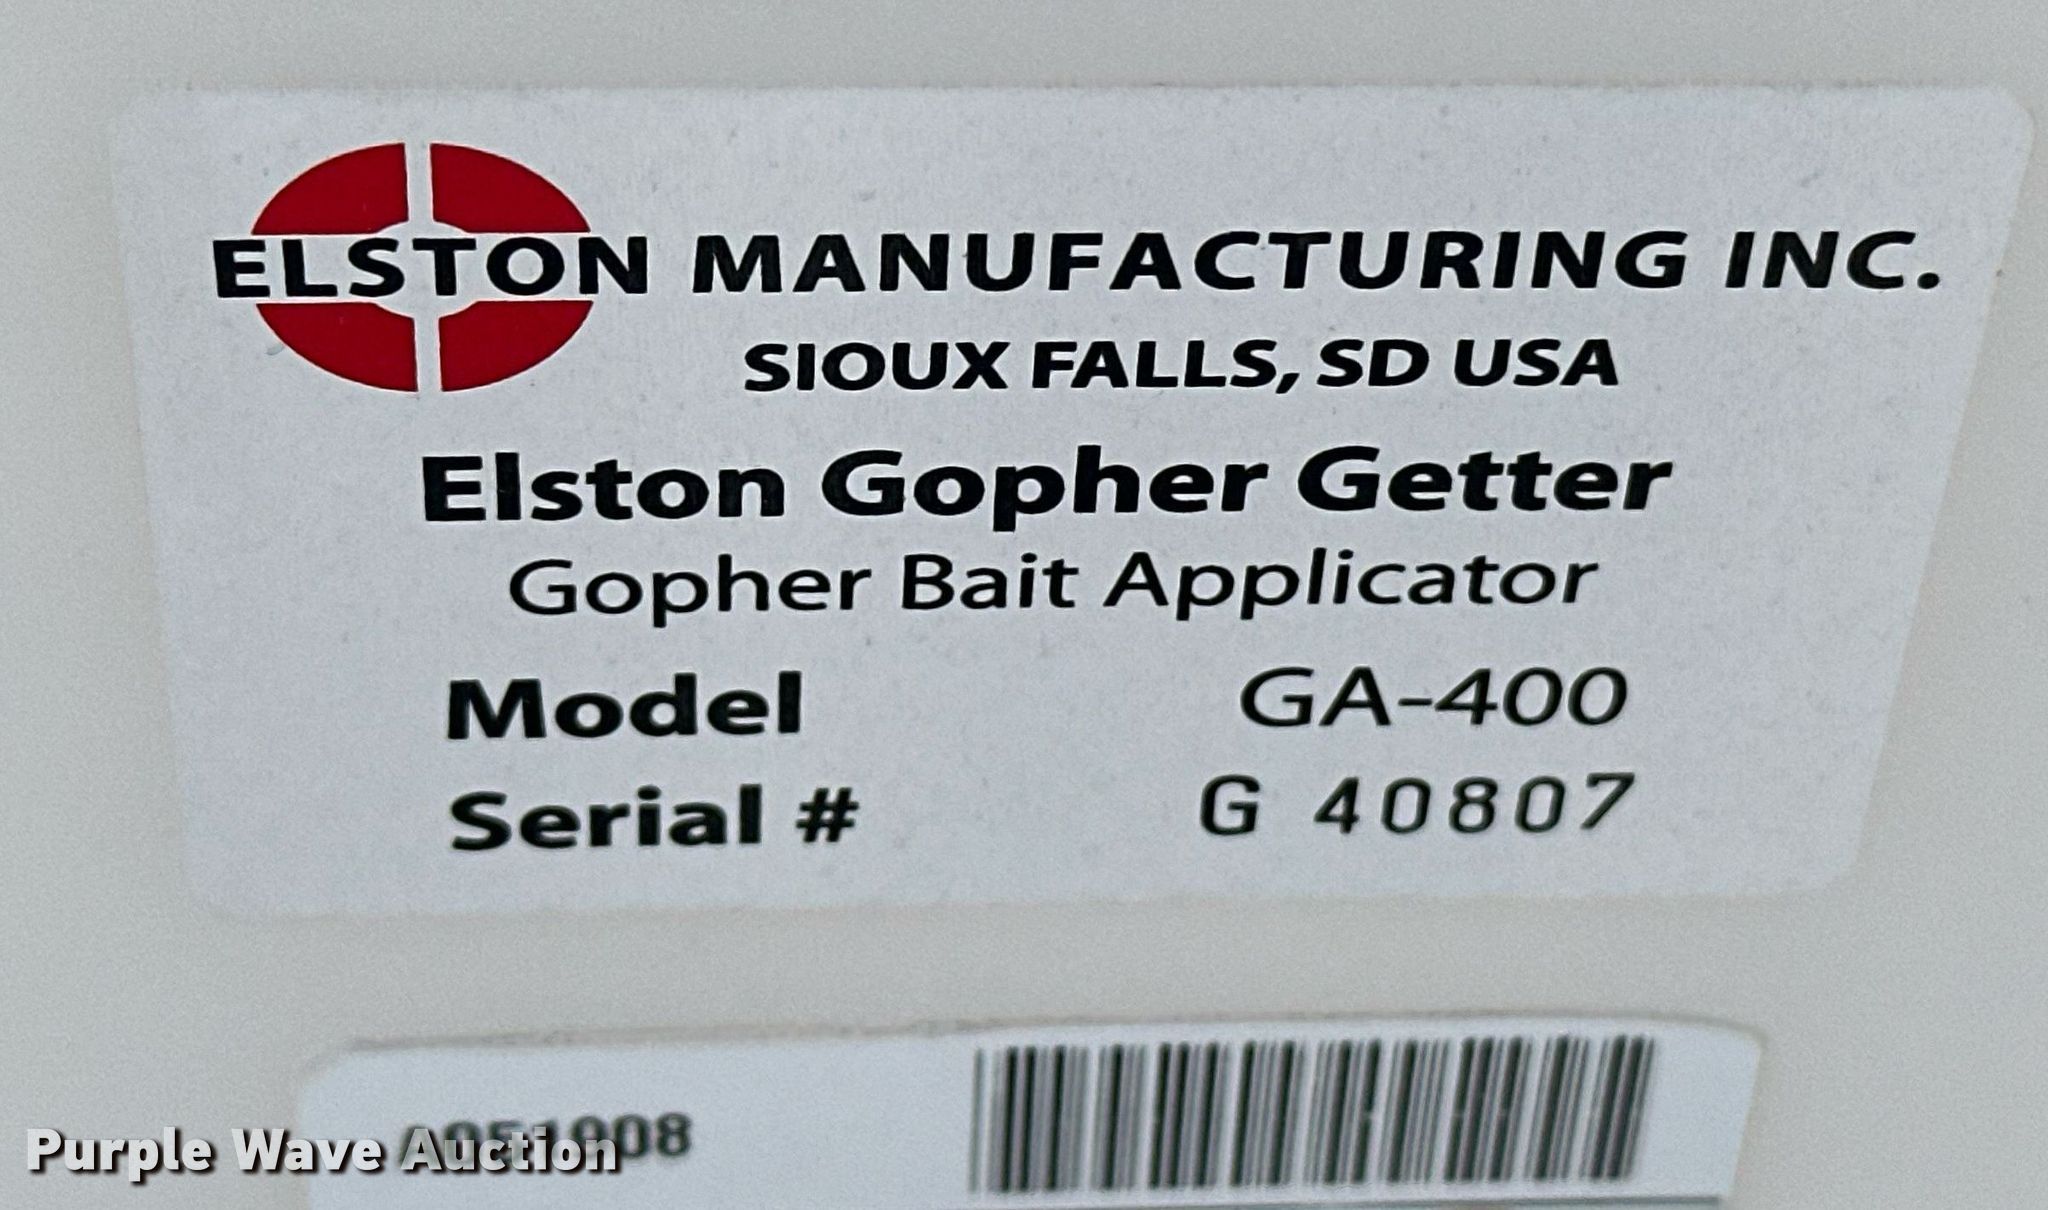 ELSTON MANUFACTURING INC.
SIOUX FALLS, SD USA
Elston Gopher Getter
Gopher Bait Applicator
Model GA-400
Serial # G 40807
Purple Wave Auction